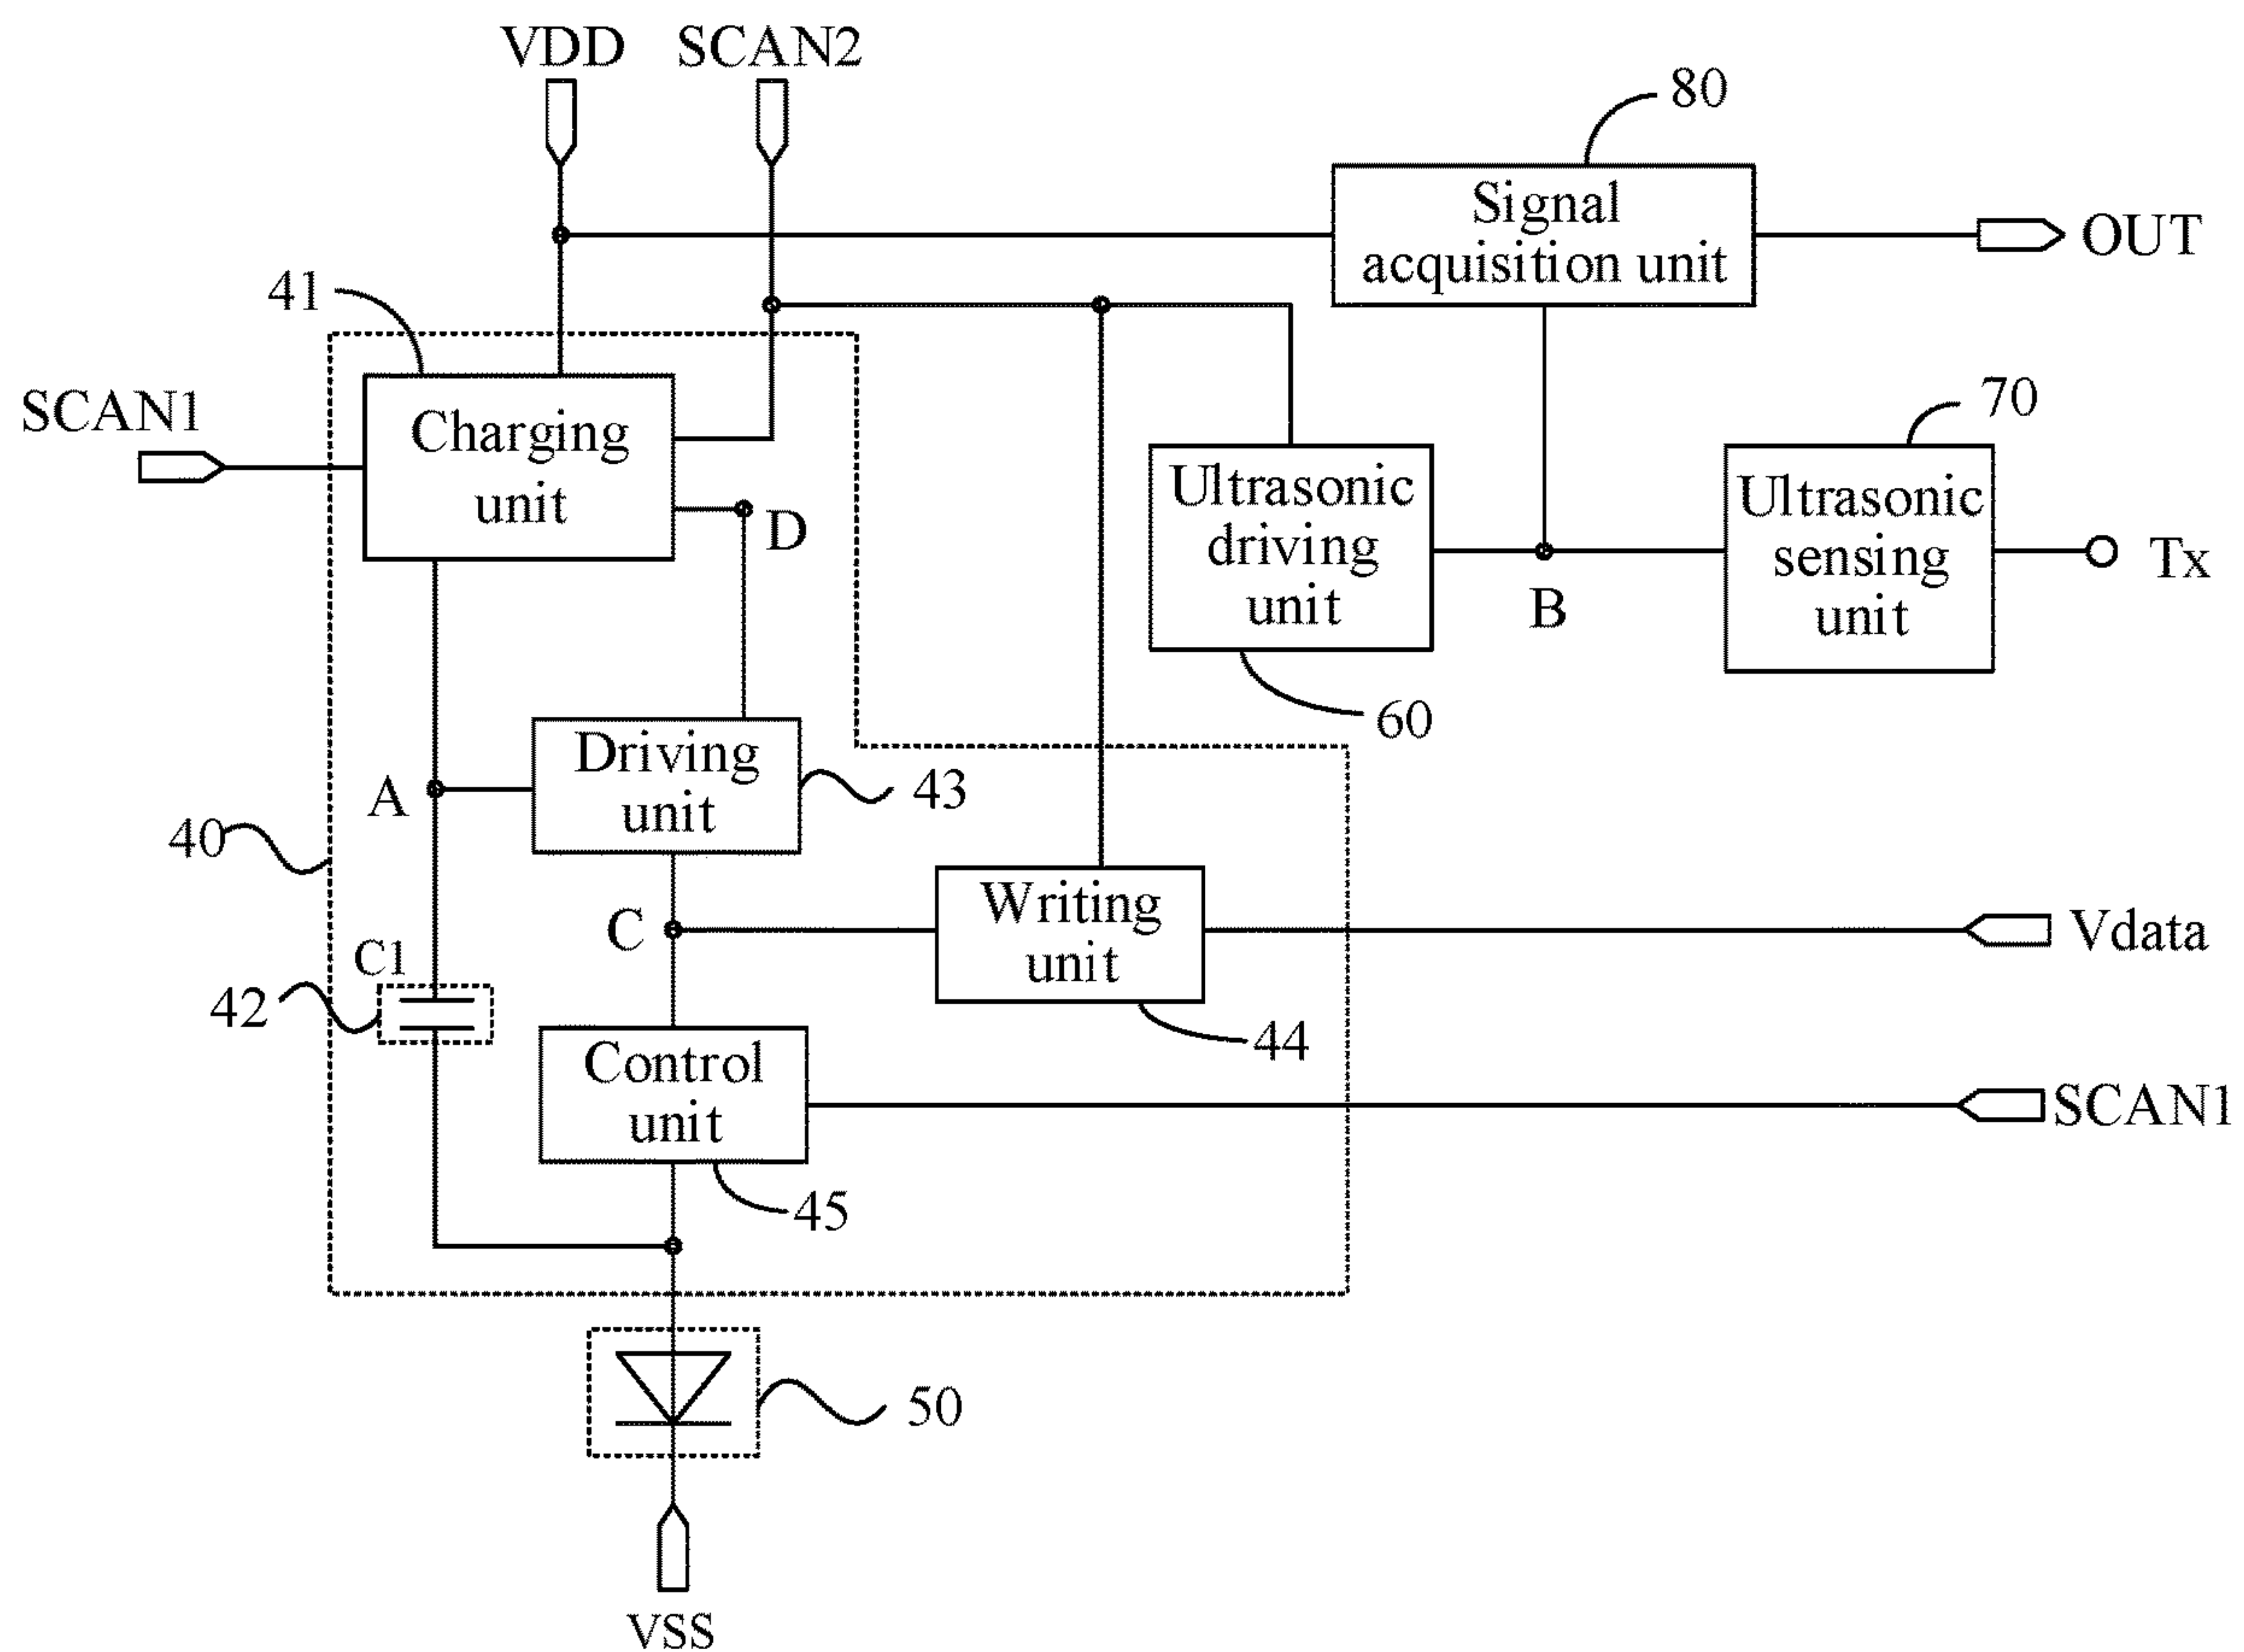 VDD
SCAN2
80
Signal
acquisition unit
OUT
41
SCAN1
Charging
unit
D
70
Ultrasonic
driving
unit
B
Ultrasonic
sensing
unit
Tx
60
Driving
unit
43
A
40
C
Writing
unit
Vdata
C1
42
44
Control
unit
SCAN1
45
50
VSS